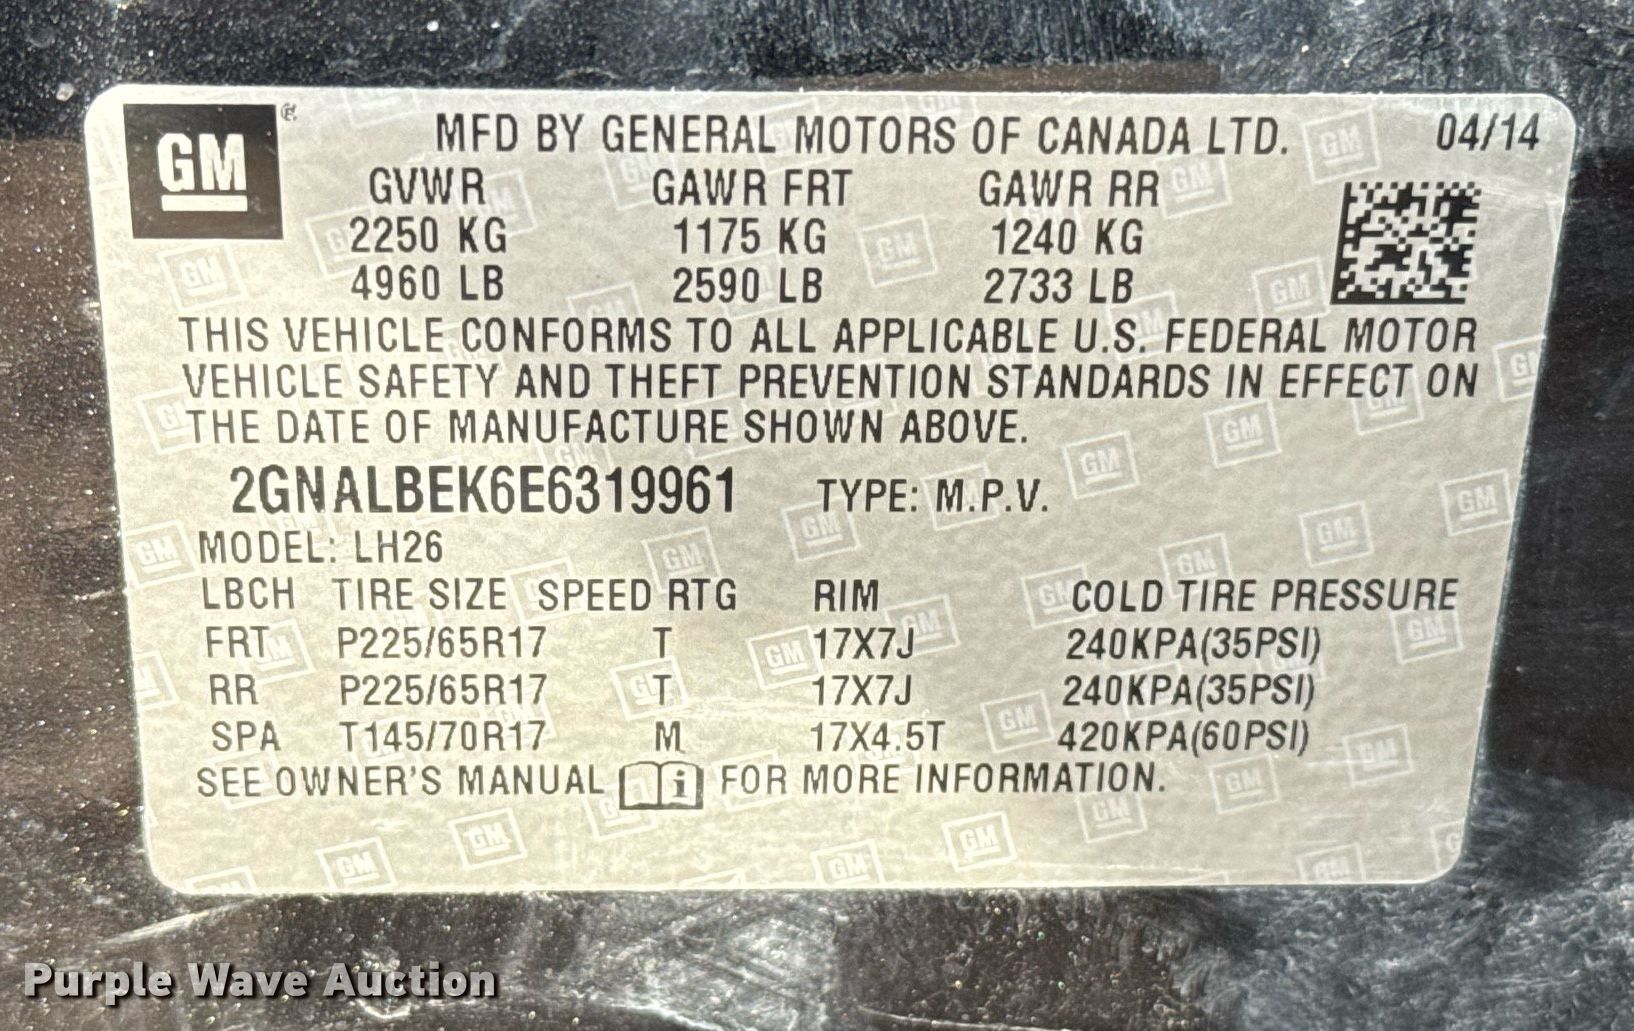 GM
MFD BY GENERAL MOTORS OF CANADA LTD. 04/14
GVWR GAWR FRT GAWR RR
2250 KG 1175 KG 1240 KG
4960 LB 2590 LB 2733 LB
THIS VEHICLE CONFORMS TO ALL APPLICABLE U.S. FEDERAL MOTOR
VEHICLE SAFETY AND THEFT PREVENTION STANDARDS IN EFFECT ON
THE DATE OF MANUFACTURE SHOWN ABOVE.
2GNALBEK6E6319961 TYPE: M.P.V.
MODEL: LH26
LBCH TIRE SIZE SPEED RTG RIM COLD TIRE PRESSURE
FRT P225/65R17 T 17X7J 240KPA(35PSI)
RR P225/65R17 T 17X7J 240KPA(35PSI)
SPA T145/70R17 M 17X4.5T 420KPA(60PSI)
SEE OWNER'S MANUAL i FOR MORE INFORMATION.
Purple Wave Auction